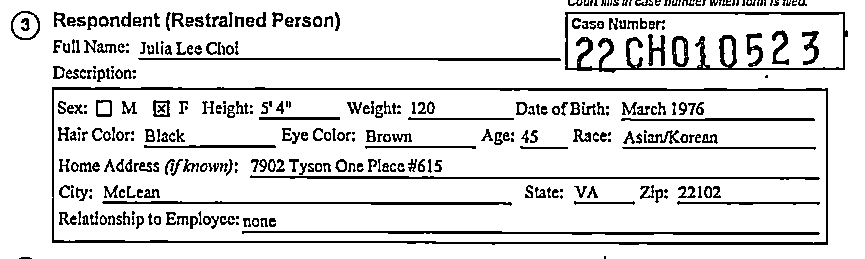 Court fills in case number when form is filed.
3 Respondent (Restrained Person)
Case Number:
22CH010523
Full Name: Julia Lee Choi
Description:
Sex: M F Height: 5' 4" Weight: 120 Date of Birth: March 1976
Hair Color: Black Eye Color: Brown Age: 45 Race: Asian/Korean
Home Address (if known): 7902 Tyson One Place #615
City: McLean State: VA Zip: 22102
Relationship to Employee: none